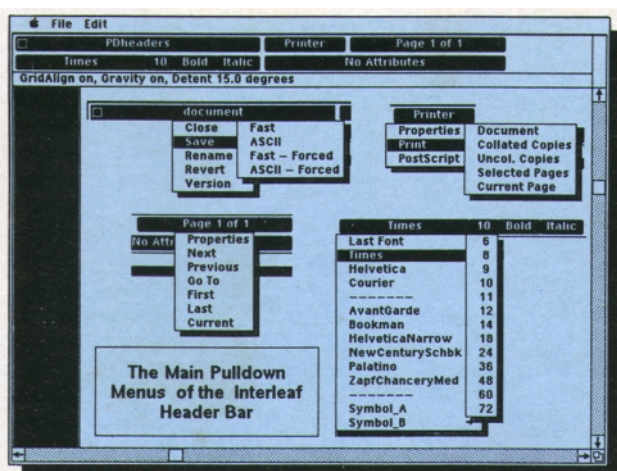 File Edit
PDheaders Printer Page 1 of 1
Times 10 Bold Italic No Attributes
GridAlign on, Gravity on, Detent 15.0 degrees
document
Close
Save
Rename
Revert
Version
Fast
ASCII
Fast – Forced
ASCII – Forced
Printer
Properties
Print
PostScript
Document
Collated Copies
Uncol. Copies
Selected Pages
Current Page
Page 1 of 1
No Attr
Properties
Next
Previous
Go To
First
Last
Current
Times 10 Bold Italic
Last Font 6
Times 8
Helvetica 9
Courier 10
------- 11
AvantGarde 12
Bookman 14
HelveticaNarrow 18
NewCenturySchbk 24
Palatino 36
ZapfChanceryMed 48
------- 60
Symbol_A 72
Symbol_B
The Main Pulldown
Menus of the Interleaf
Header Bar